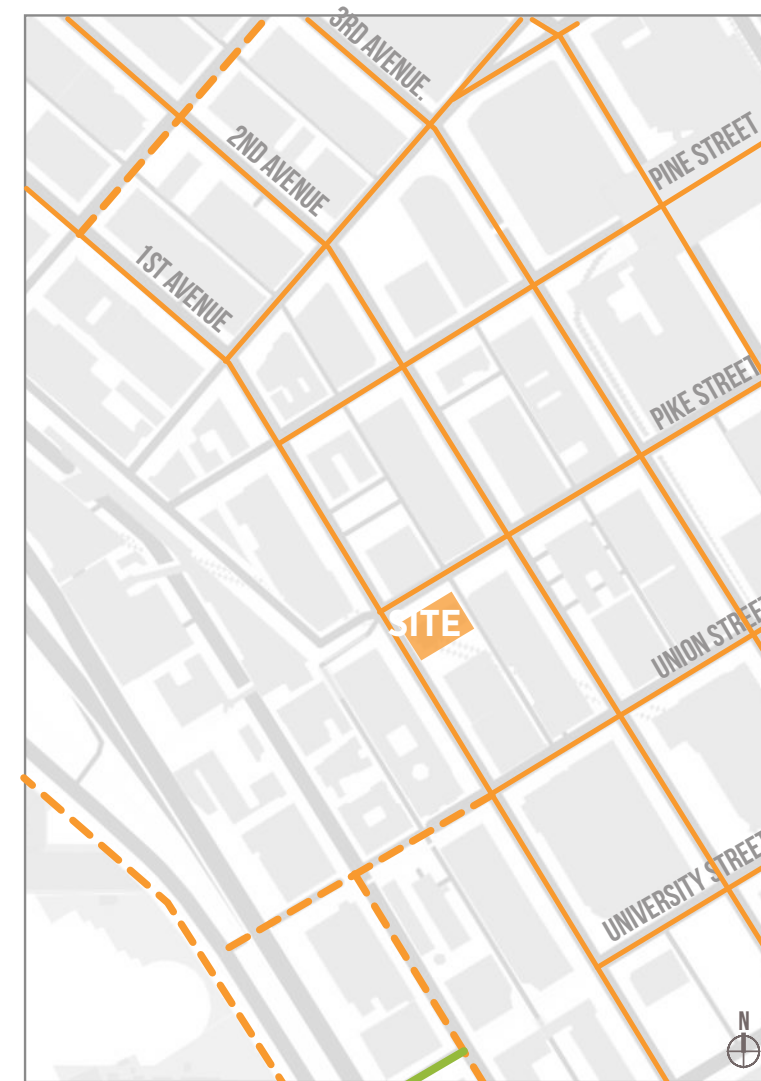 3RD AVENUE.
2ND AVENUE
PINE STREET
1ST AVENUE
PIKE STREET
SITE
UNION STREET
UNIVERSITY STREET
N